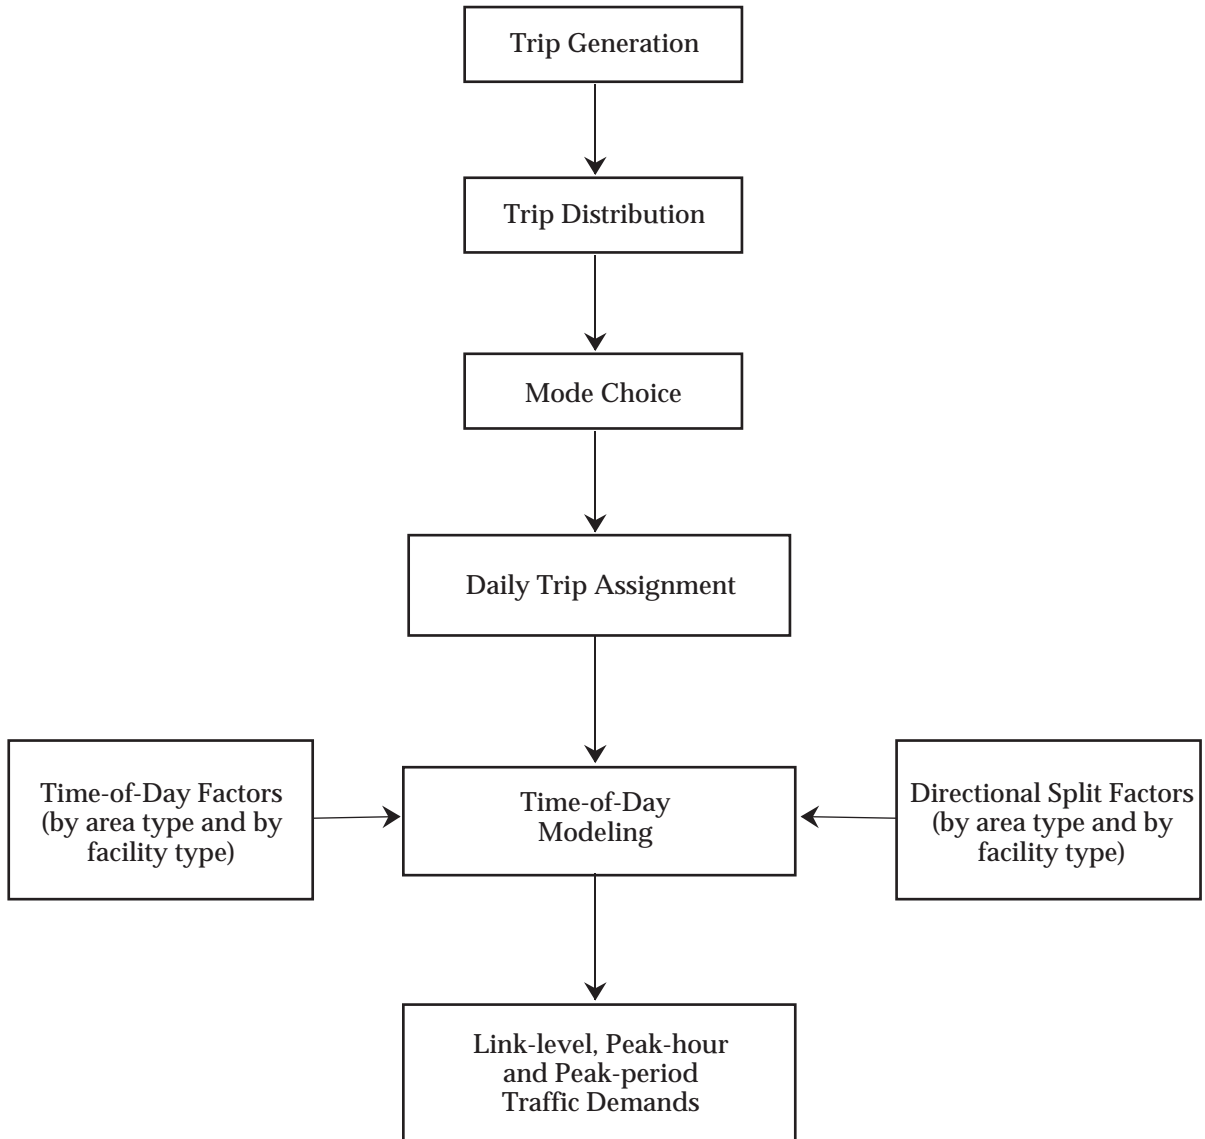 Trip Generation
Trip Distribution
Mode Choice
Daily Trip Assignment
Time-of-Day Factors
(by area type and by
facility type)
Time-of-Day
Modeling
Directional Split Factors
(by area type and by
facility type)
Link-level, Peak-hour
and Peak-period
Traffic Demands